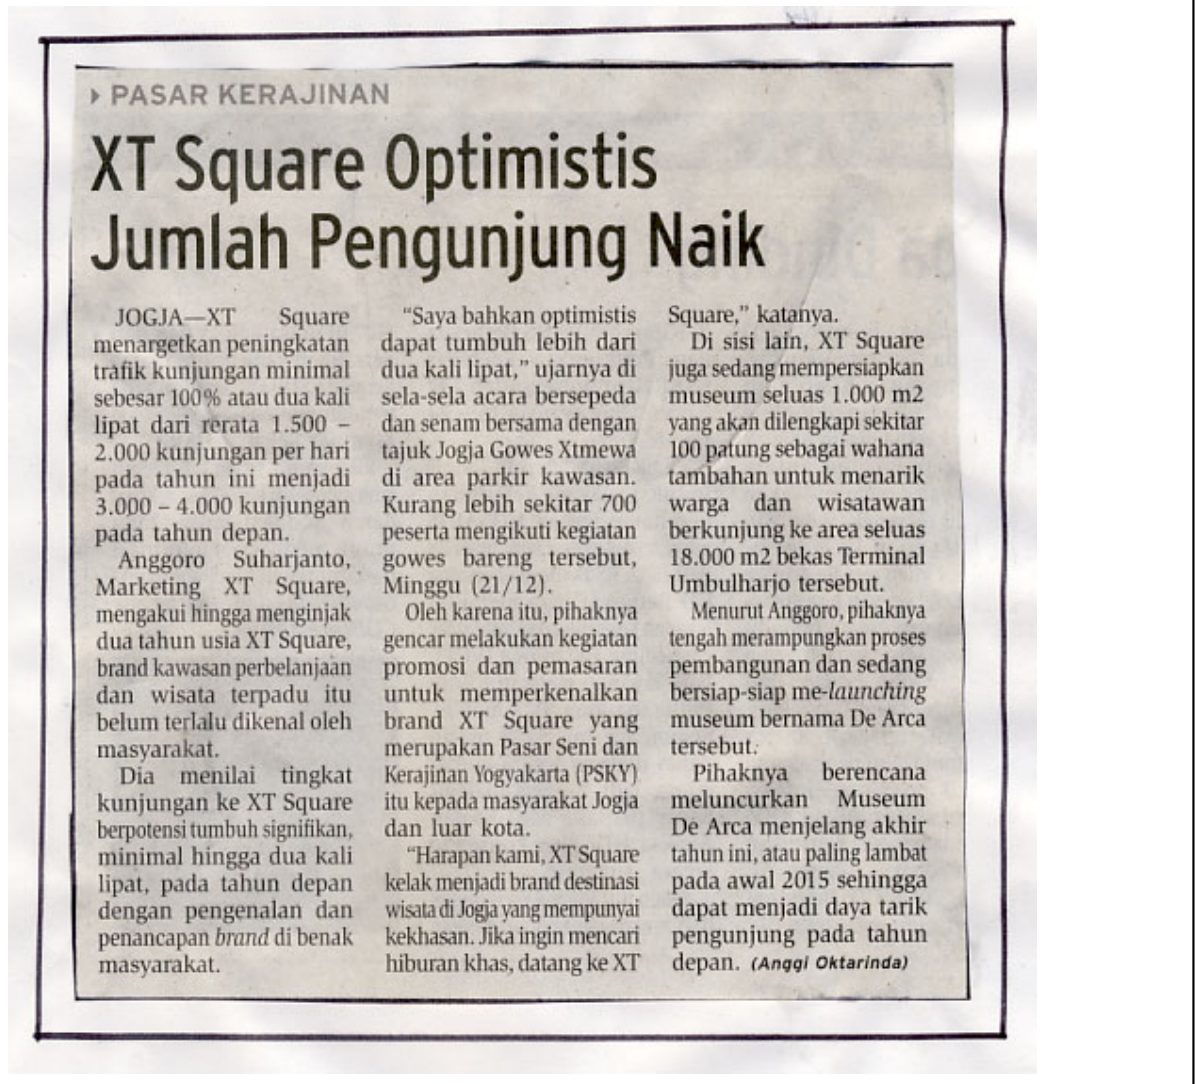 PASAR KERAJINAN
XT Square Optimistis
Jumlah Pengunjung Naik
JOGJA—XT Square
menargetkan peningkatan
trafik kunjungan minimal
sebesar 100% atau dua kali
lipat dari rerata 1.500 –
2.000 kunjungan per hari
pada tahun ini menjadi
3.000 – 4.000 kunjungan
pada tahun depan.
Anggoro Suharjanto,
Marketing XT Square,
mengakui hingga menginjak
dua tahun usia XT Square,
brand kawasan perbelanjaan
dan wisata terpadu itu
belum terlalu dikenal oleh
masyarakat.
Dia menilai tingkat
kunjungan ke XT Square
berpotensi tumbuh signifikan,
minimal hingga dua kali
lipat, pada tahun depan
dengan pengenalan dan
penancapan brand di benak
masyarakat.
“Saya bahkan optimistis
dapat tumbuh lebih dari
dua kali lipat,” ujarnya di
sela-sela acara bersepeda
dan senam bersama dengan
tajuk Jogja Gowes Xtmewa
di area parkir kawasan.
Kurang lebih sekitar 700
peserta mengikuti kegiatan
gowes bareng tersebut,
Minggu (21/12).
Oleh karena itu, pihaknya
gencar melakukan kegiatan
promosi dan pemasaran
untuk memperkenalkan
brand XT Square yang
merupakan Pasar Seni dan
Kerajinan Yogyakarta (PSKY)
itu kepada masyarakat Jogja
dan luar kota.
“Harapan kami, XT Square
kelak menjadi brand destinasi
wisata di Jogja yang mempunyai
kekhasan. Jika ingin mencari
hiburan khas, datang ke XT
Square,” katanya.
Di sisi lain, XT Square
juga sedang mempersiapkan
museum seluas 1.000 m2
yang akan dilengkapi sekitar
100 patung sebagai wahana
tambahan untuk menarik
warga dan wisatawan
berkunjung ke area seluas
18.000 m2 bekas Terminal
Umbulharjo tersebut.
Menurut Anggoro, pihaknya
tengah merampungkan proses
pembangunan dan sedang
bersiap-siap me-launching
museum bernama De Arca
tersebut.
Pihaknya berencana
meluncurkan Museum
De Arca menjelang akhir
tahun ini, atau paling lambat
pada awal 2015 sehingga
dapat menjadi daya tarik
pengunjung pada tahun
depan. (Anggi Oktarinda)